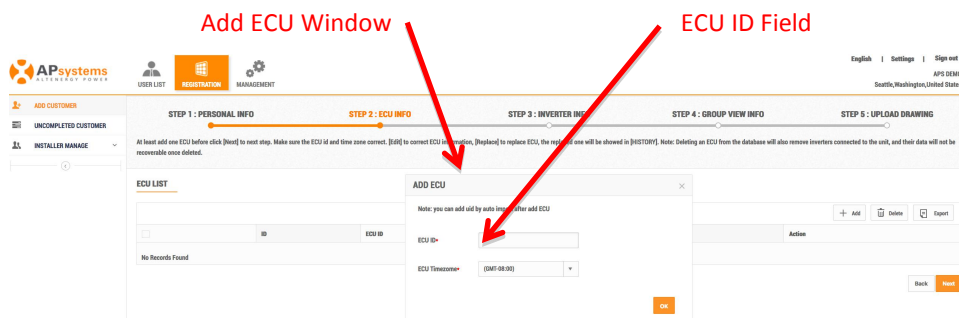 Add ECU Window
ECU ID Field
APsystems
ALTENERGY POWER
USER LIST
REGISTRATION
MANAGEMENT
English | Settings | Sign out
APS DEMO
Seattle,Washington,United State
ADD CUSTOMER
UNCOMPLETED CUSTOMER
INSTALLER MANAGE
STEP 1 : PERSONAL INFO
STEP 2 : ECU INFO
STEP 3 : INVERTER INFO
STEP 4 : GROUP VIEW INFO
STEP 5 : UPLOAD DRAWING
At least add one ECU before click [Next] to next step. Make sure the ECU id and time zone correct. [Edit] to correct ECU information, [Replace] to replace ECU, the replaced one will be showed in [HISTORY]. Note: Deleting an ECU from the database will also remove inverters connected to the unit, and their data will not be
recoverable once deleted.
ECU LIST
ADD ECU
Note: you can add uid by auto import after add ECU
Add
Delete
Export
ID
ECU ID
Action
ECU ID•
No Records Found
ECU Timezome• (GMT-08:00)
Back
Next
OK